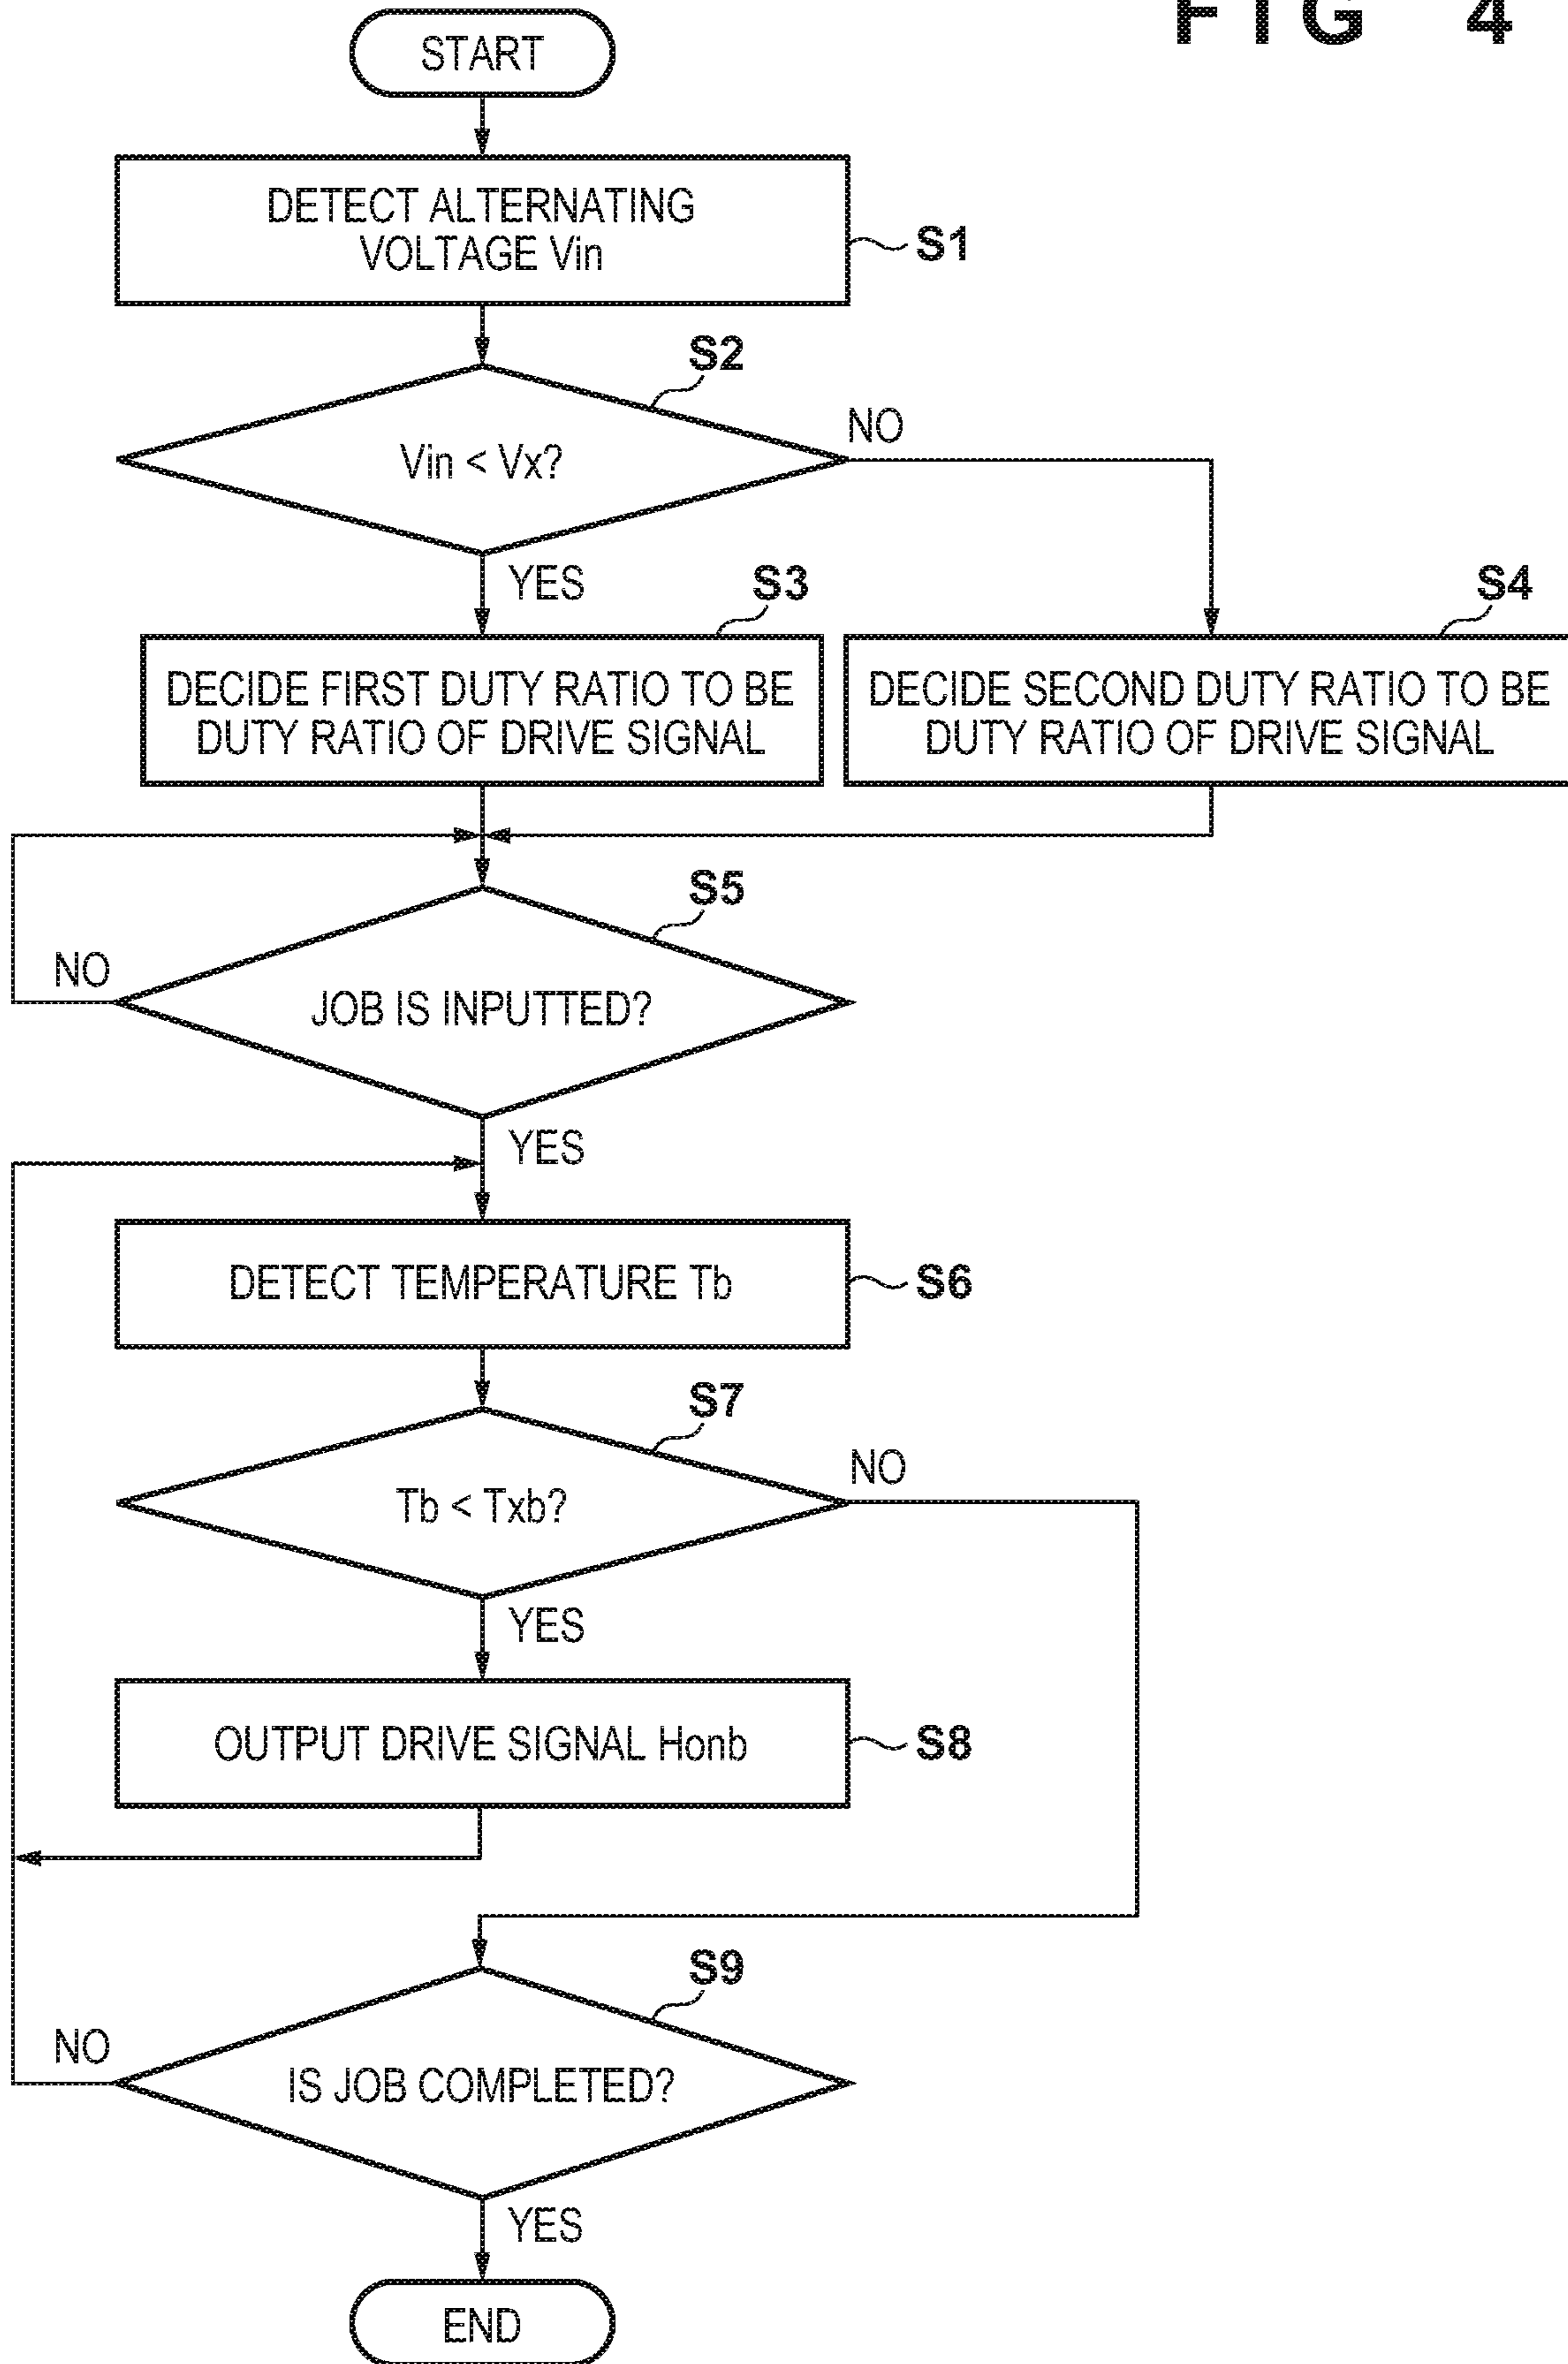 FIG 4
START
DETECT ALTERNATING
VOLTAGE Vin
S1
S2
Vin < Vx?
NO
YES
S3
DECIDE FIRST DUTY RATIO TO BE
DUTY RATIO OF DRIVE SIGNAL
S4
DECIDE SECOND DUTY RATIO TO BE
DUTY RATIO OF DRIVE SIGNAL
S5
NO
JOB IS INPUTTED?
YES
DETECT TEMPERATURE Tb
S6
S7
Tb < Txb?
NO
YES
OUTPUT DRIVE SIGNAL Honb
S8
S9
NO
IS JOB COMPLETED?
YES
END